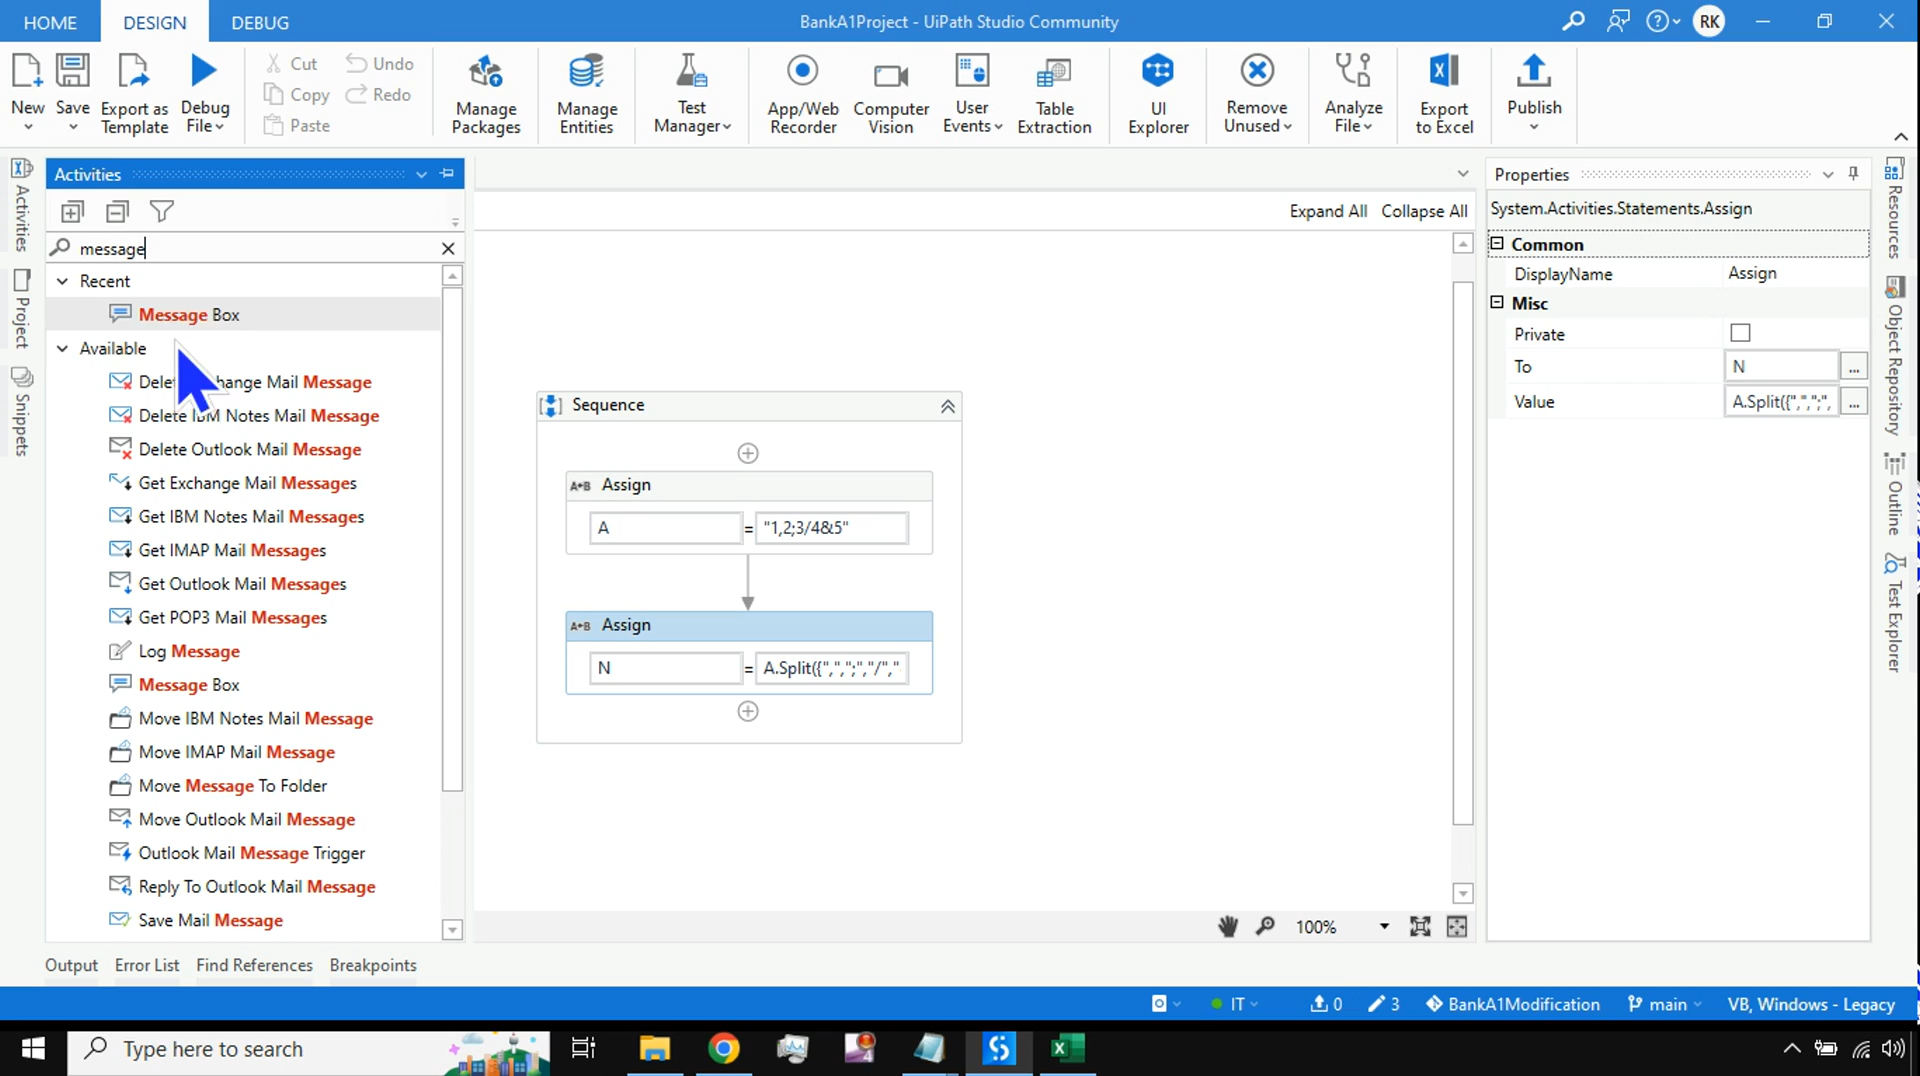 HOME DESIGN DEBUG
BankA1Project - UiPath Studio Community
RK
New
Save
Export as Template
Debug File
Cut
Copy
Paste
Undo
Redo
Manage Packages
Manage Entities
Test Manager
App/Web Recorder
Computer Vision
User Events
Table Extraction
UI Explorer
Remove Unused
Analyze File
Export to Excel
Publish
Activities
Project
Snippets
Activities
message
Recent
Message Box
Available
Delete Exchange Mail Message
Delete IBM Notes Mail Message
Delete Outlook Mail Message
Get Exchange Mail Messages
Get IBM Notes Mail Messages
Get IMAP Mail Messages
Get Outlook Mail Messages
Get POP3 Mail Messages
Log Message
Message Box
Move IBM Notes Mail Message
Move IMAP Mail Message
Move Message To Folder
Move Outlook Mail Message
Outlook Mail Message Trigger
Reply To Outlook Mail Message
Save Mail Message
Expand All Collapse All
Sequence
Assign
A = "1,2;3/4&5"
Assign
N = A.Split({",",";","/","
100%
Properties
System.Activities.Statements.Assign
Common
DisplayName Assign
Misc
Private
To N ...
Value A.Split({",",";", ...
Resources
Object Repository
Outline
Test Explorer
Output Error List Find References Breakpoints
IT 0 3 BankA1Modification main VB, Windows - Legacy
Type here to search
4